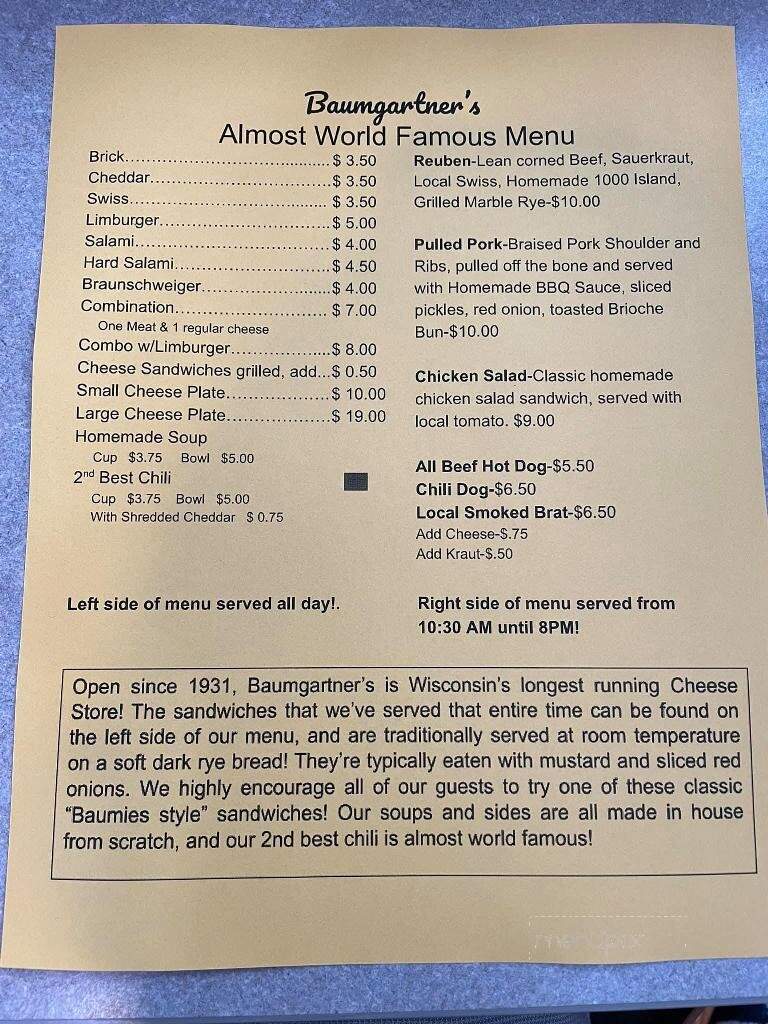 Baumgartner's
Almost World Famous Menu
Brick..................................$ 3.50
Cheddar...............................$ 3.50
Swiss..................................$ 3.50
Limburger............................$ 5.00
Salami.................................$ 4.00
Hard Salami.........................$ 4.50
Braunschweiger....................$ 4.00
Combination......................... $ 7.00
One Meat & 1 regular cheese
Combo w/Limburger................$ 8.00
Cheese Sandwiches grilled, add...$ 0.50
Small Cheese Plate...................$ 10.00
Large Cheese Plate..................$ 19.00
Homemade Soup
Cup $3.75 Bowl $5.00
2nd Best Chili
Cup $3.75 Bowl $5.00
With Shredded Cheddar $ 0.75
Left side of menu served all day!.
Reuben-Lean corned Beef, Sauerkraut,
Local Swiss, Homemade 1000 Island,
Grilled Marble Rye-$10.00
Pulled Pork-Braised Pork Shoulder and
Ribs, pulled off the bone and served
with Homemade BBQ Sauce, sliced
pickles, red onion, toasted Brioche
Bun-$10.00
Chicken Salad-Classic homemade
chicken salad sandwich, served with
local tomato. $9.00
All Beef Hot Dog-$5.50
Chili Dog-$6.50
Local Smoked Brat-$6.50
Add Cheese-$.75
Add Kraut-$.50
Right side of menu served from
10:30 AM until 8PM!
Open since 1931, Baumgartner's is Wisconsin's longest running Cheese
Store! The sandwiches that we've served that entire time can be found on
the left side of our menu, and are traditionally served at room temperature
on a soft dark rye bread! They're typically eaten with mustard and sliced red
onions. We highly encourage all of our guests to try one of these classic
"Baumies style" sandwiches! Our soups and sides are all made in house
from scratch, and our 2nd best chili is almost world famous!